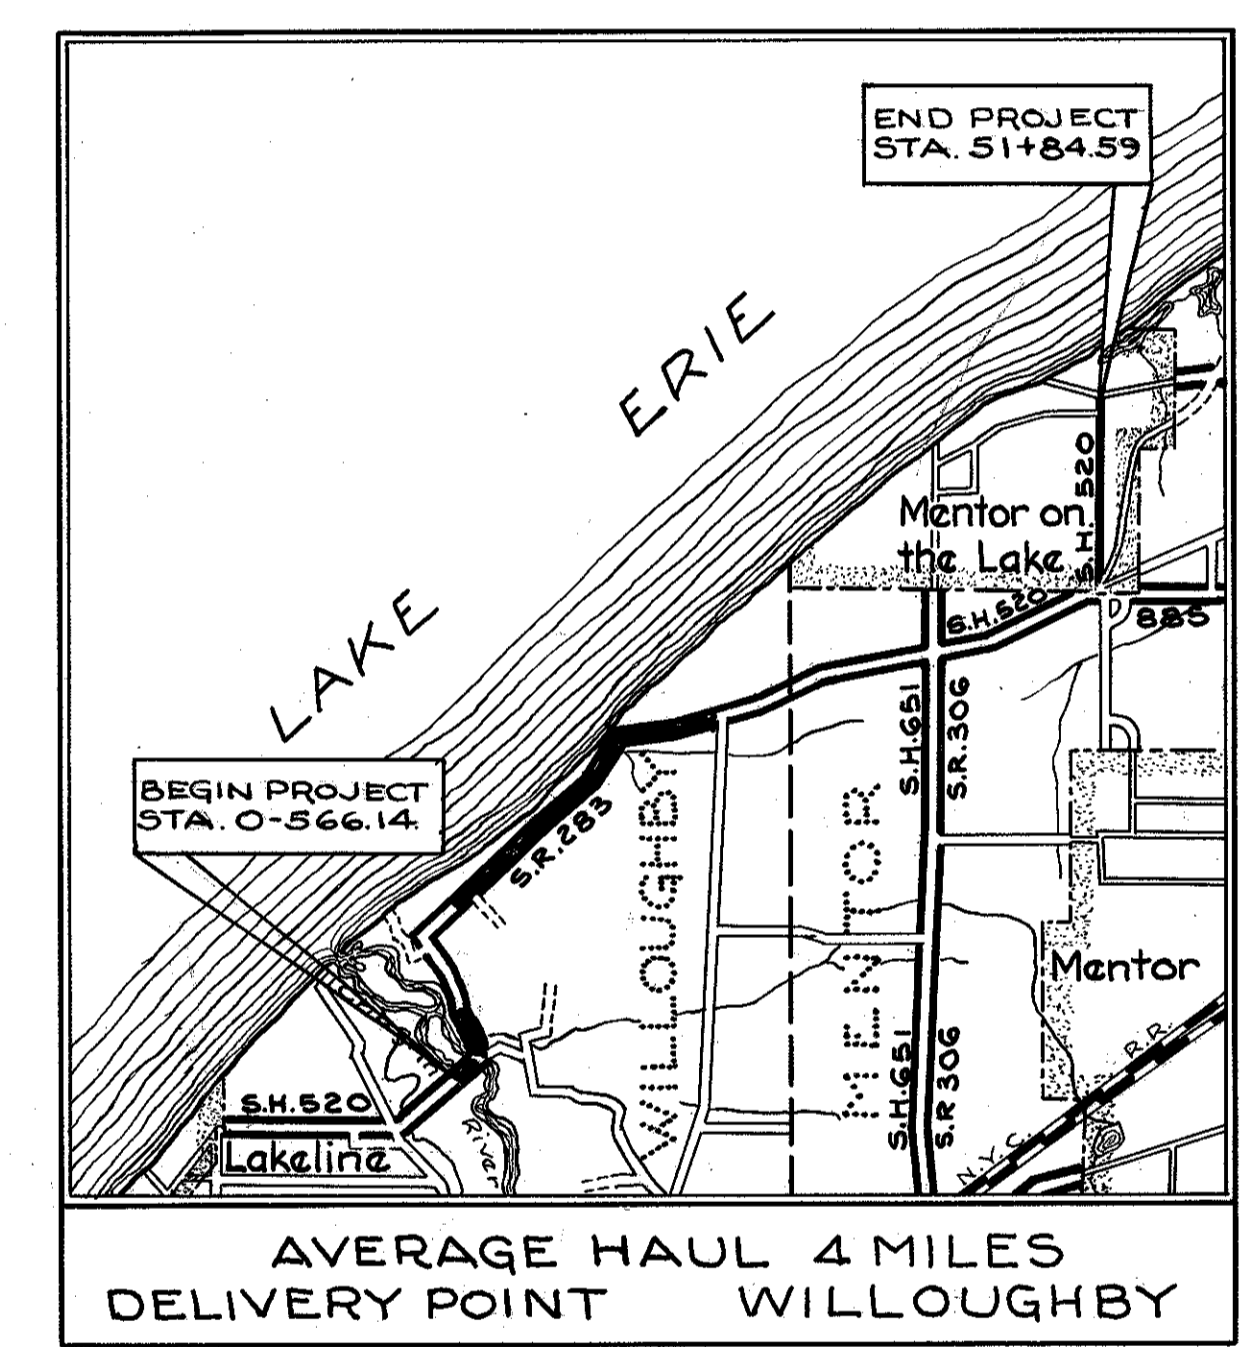 END PROJECT
STA. 51+84.59
LAKE ERIE
S.H. 520
Mentor on
the Lake
S.H. 520
885
S.H. 651
S.R. 306
BEGIN PROJECT
STA. 0-566.14
S.R. 283
WILLOUGHBY
MENTOR
Mentor
S.H. 651
S.R 306
R.R.
N.Y.C.
S.H. 520
Lakeline
River
AVERAGE HAUL 4 MILES
DELIVERY POINT WILLOUGHBY